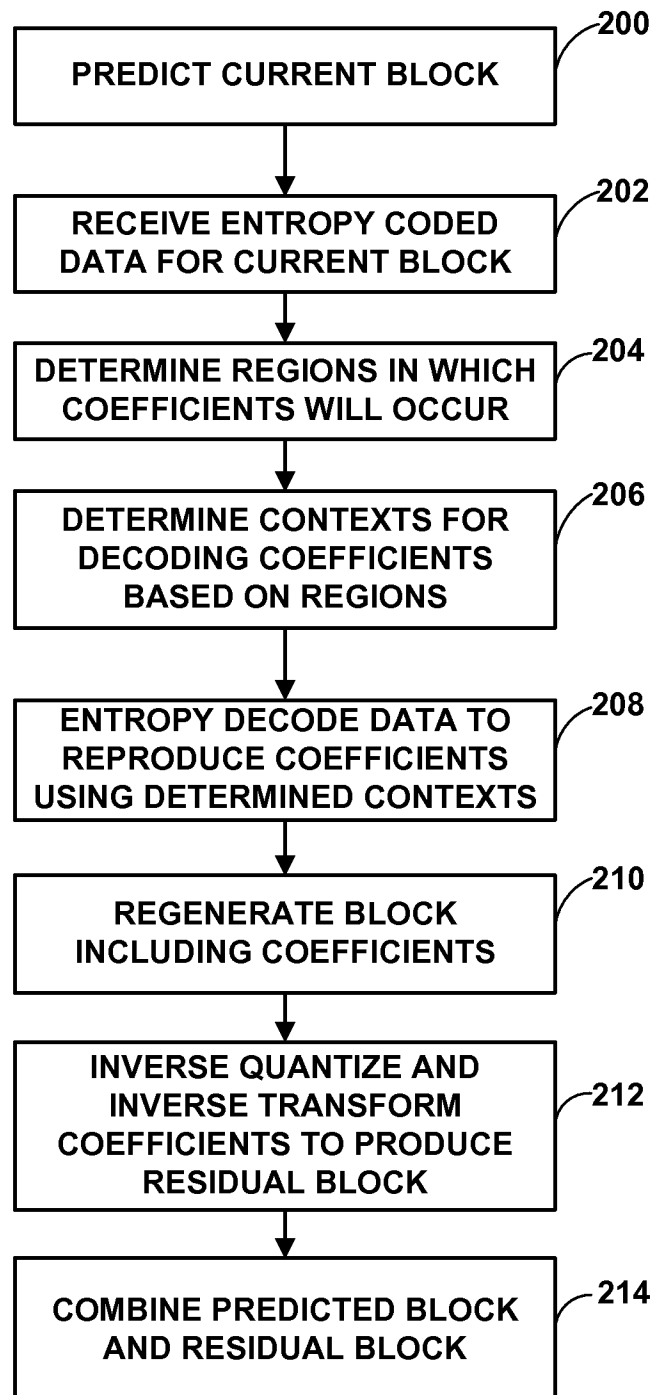 200
PREDICT CURRENT BLOCK
202
RECEIVE ENTROPY CODED
DATA FOR CURRENT BLOCK
204
DETERMINE REGIONS IN WHICH
COEFFICIENTS WILL OCCUR
206
DETERMINE CONTEXTS FOR
DECODING COEFFICIENTS
BASED ON REGIONS
208
ENTROPY DECODE DATA TO
REPRODUCE COEFFICIENTS
USING DETERMINED CONTEXTS
210
REGENERATE BLOCK
INCLUDING COEFFICIENTS
212
INVERSE QUANTIZE AND
INVERSE TRANSFORM
COEFFICIENTS TO PRODUCE
RESIDUAL BLOCK
214
COMBINE PREDICTED BLOCK
AND RESIDUAL BLOCK